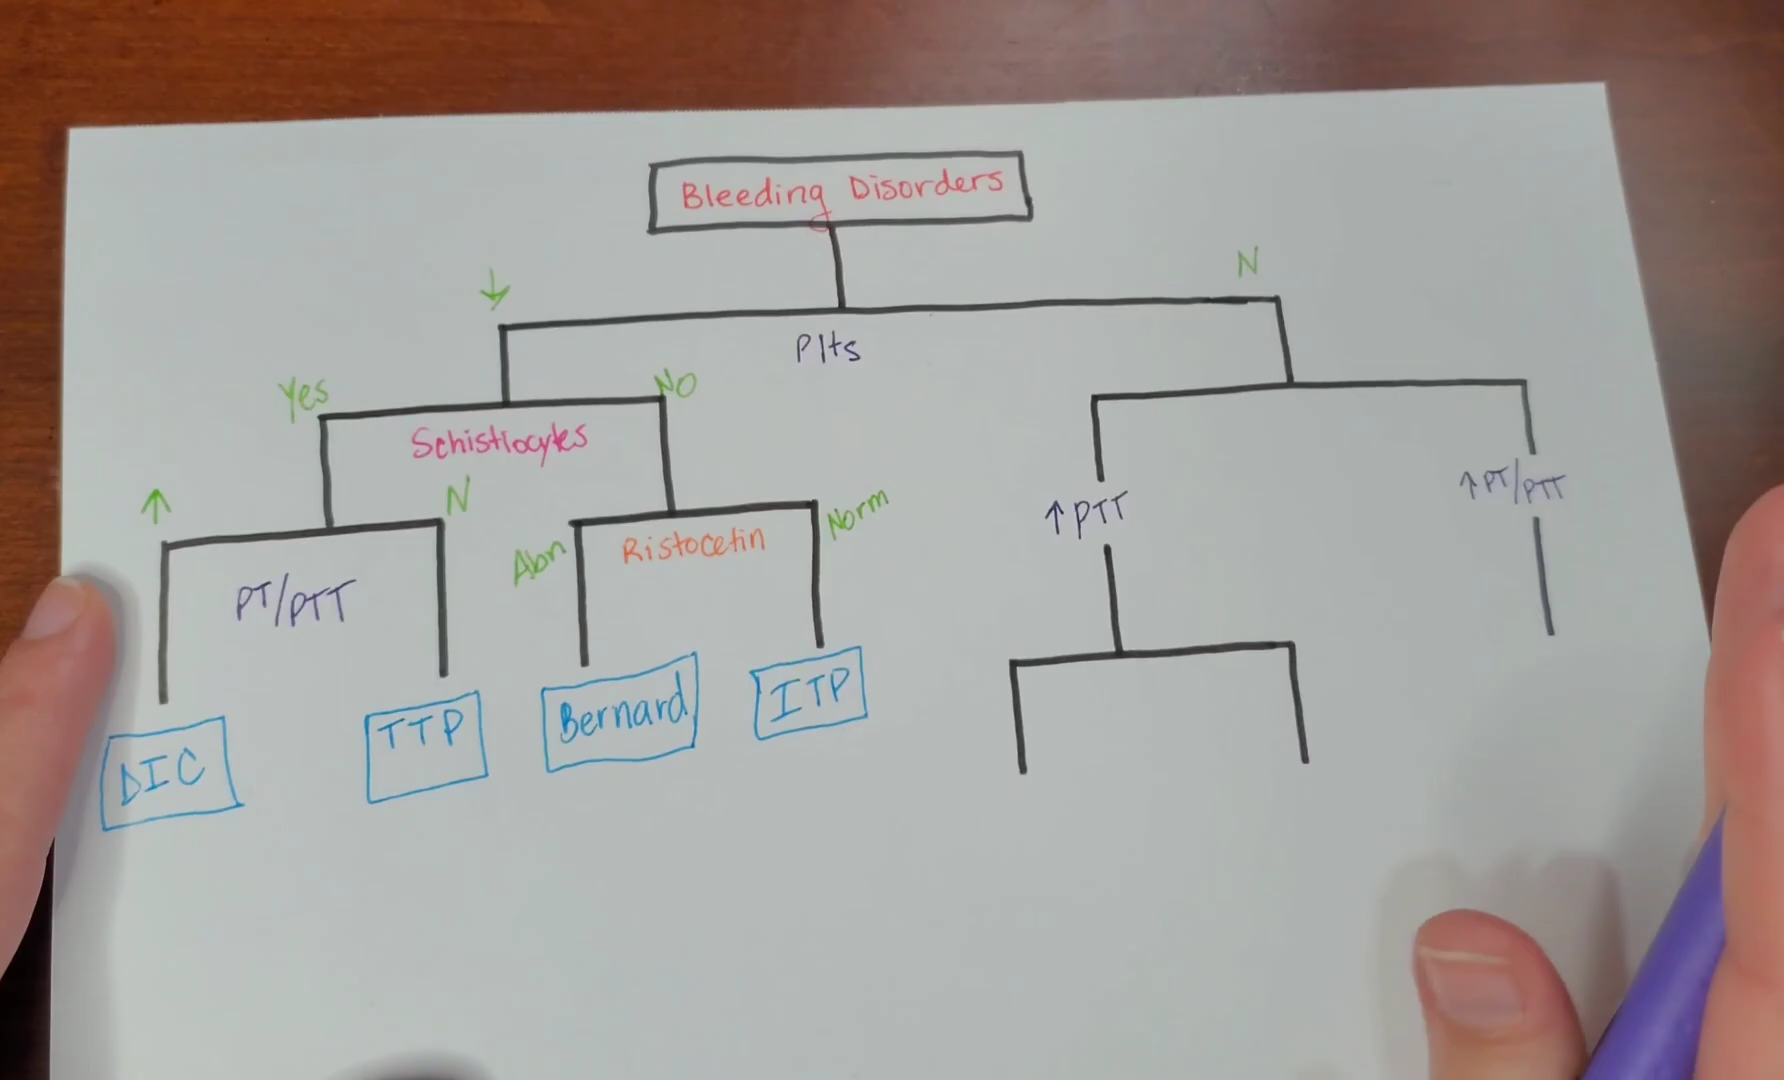 Bleeding Disorders
↓
N
Plts
Yes
No
Schistiocytes
↑
N
PT/PTT
Abn
Ristocetin
Norm
↑ PTT
↑ PT/PTT
DIC
TTP
Bernard
ITP